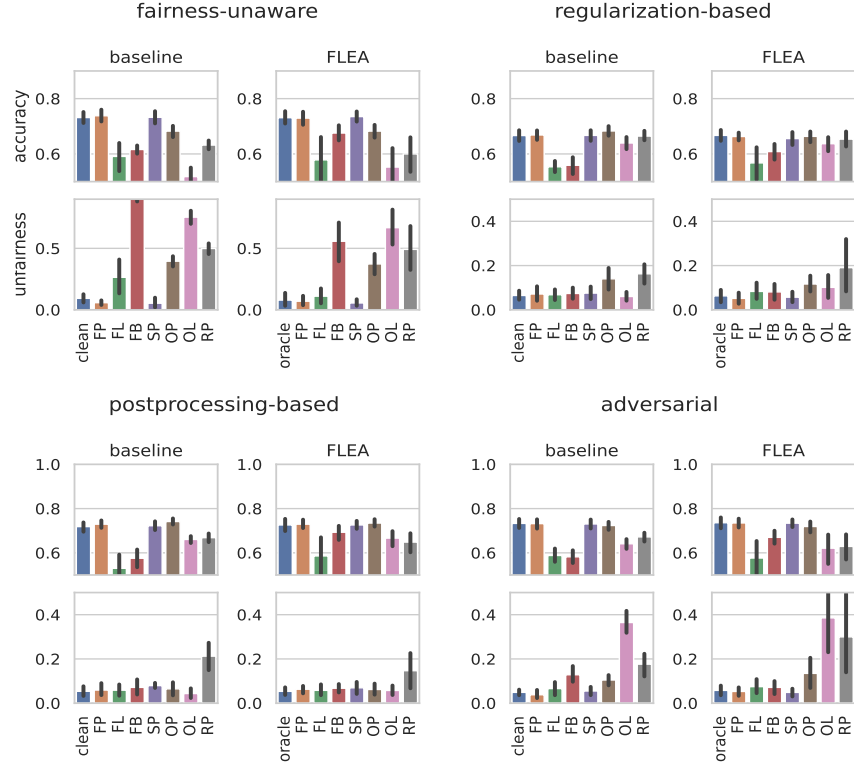 fairness-unaware
regularization-based
baseline FLEA baseline FLEA
accuracy
0.8 0.8 0.8 0.8
0.6 0.6 0.6 0.6
unfairness
0.5 0.5 0.4 0.4
0.2 0.2
0.0 0.0 0.0 0.0
clean FP FL FB SP OP OL RP oracle FP FL FB SP OP OL RP clean FP FL FB SP OP OL RP oracle FP FL FB SP OP OL RP
postprocessing-based
adversarial
baseline FLEA baseline FLEA
1.0 1.0 1.0 1.0
0.8 0.8 0.8 0.8
0.6 0.6 0.6 0.6
0.4 0.4 0.4 0.4
0.2 0.2 0.2 0.2
0.0 0.0 0.0 0.0
clean FP FL FB SP OP OL RP oracle FP FL FB SP OP OL RP clean FP FL FB SP OP OL RP oracle FP FL FB SP OP OL RP